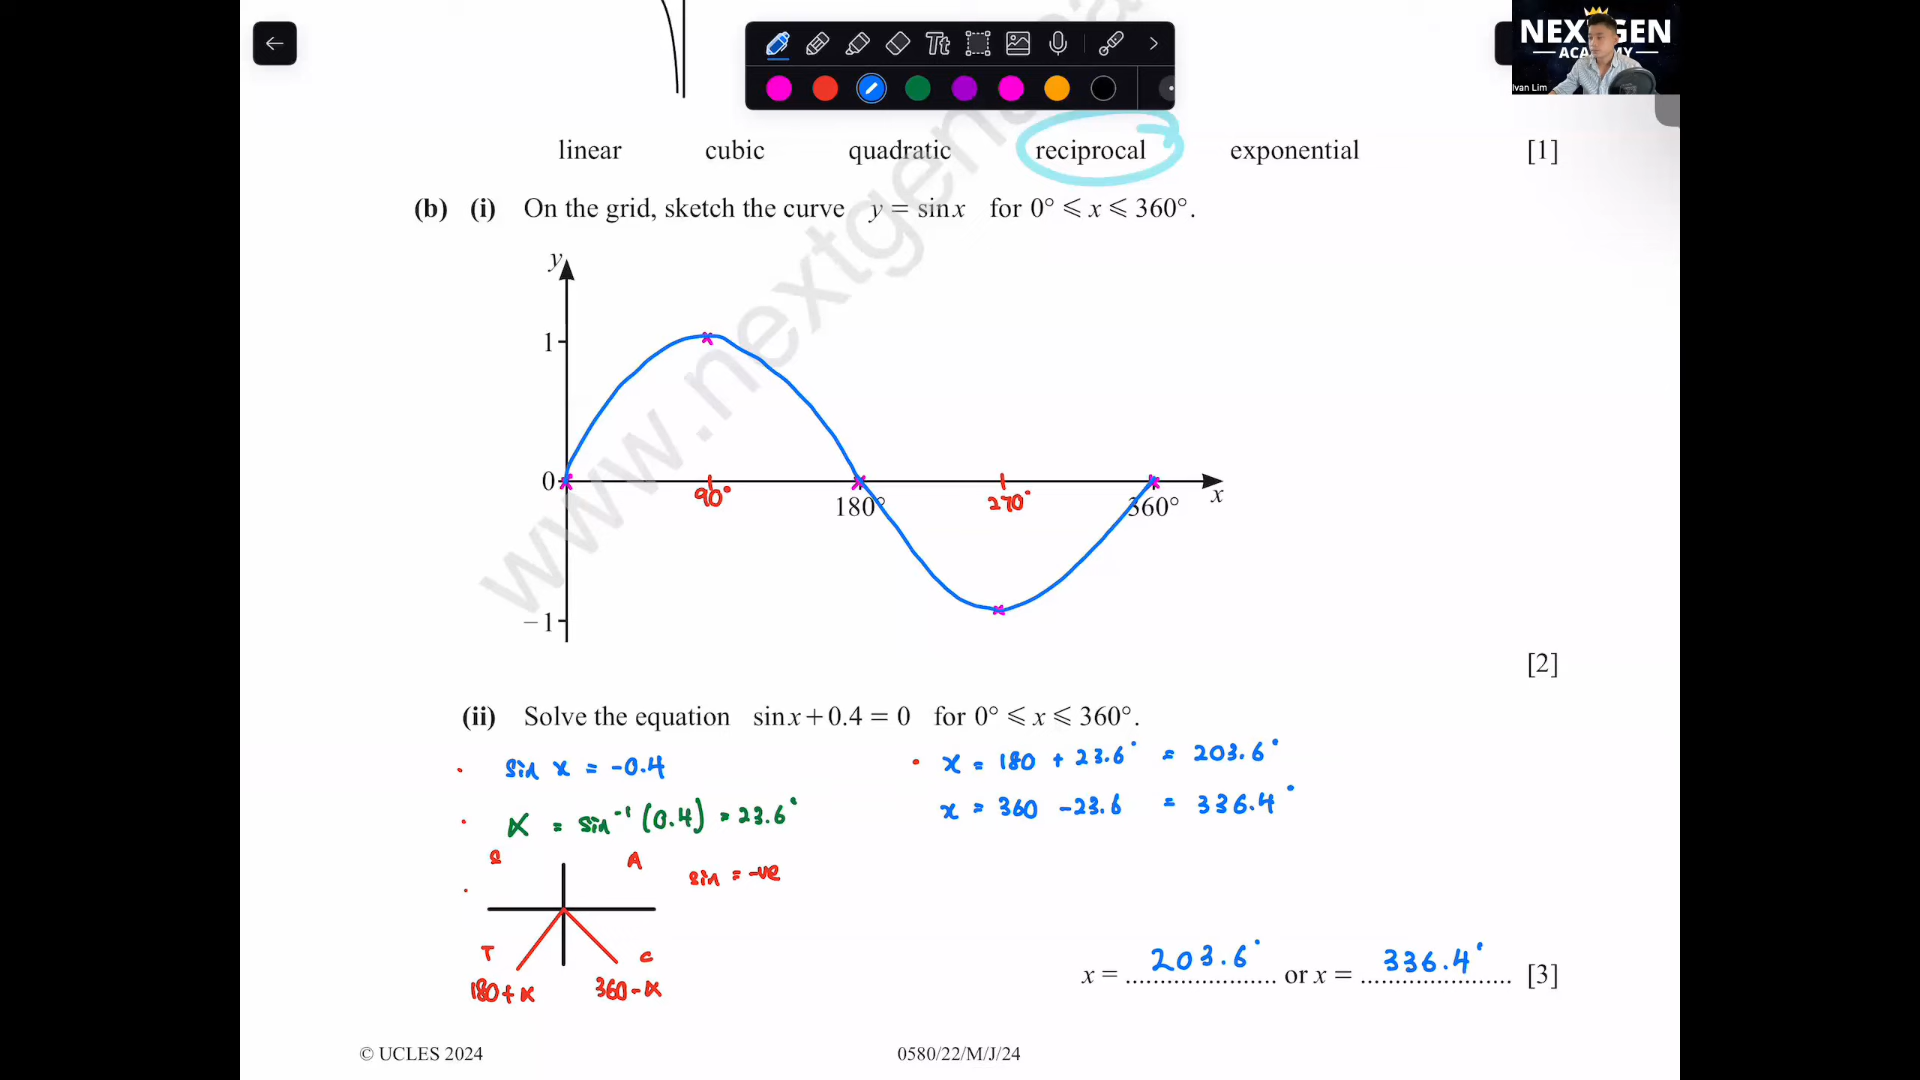 Tt
NEXTGEN
ACADEMY
Ivan Lim
linear cubic quadratic reciprocal exponential [1]
(b) (i) On the grid, sketch the curve y = sin x for 0° ⩽ x ⩽ 360°.
y
1
0
90° 180° 270° 360° x
−1
www.nextgena
[2]
(ii) Solve the equation sin x + 0.4 = 0 for 0° ⩽ x ⩽ 360°.
sin x = -0.4
x = 180 + 23.6° = 203.6°
α = sin⁻¹ (0.4) = 23.6°
x = 360 - 23.6 = 336.4°
S A
sin = -ve
T C
180+α 360-α
x = 203.6° or x = 336.4° [3]
© UCLES 2024 0580/22/M/J/24